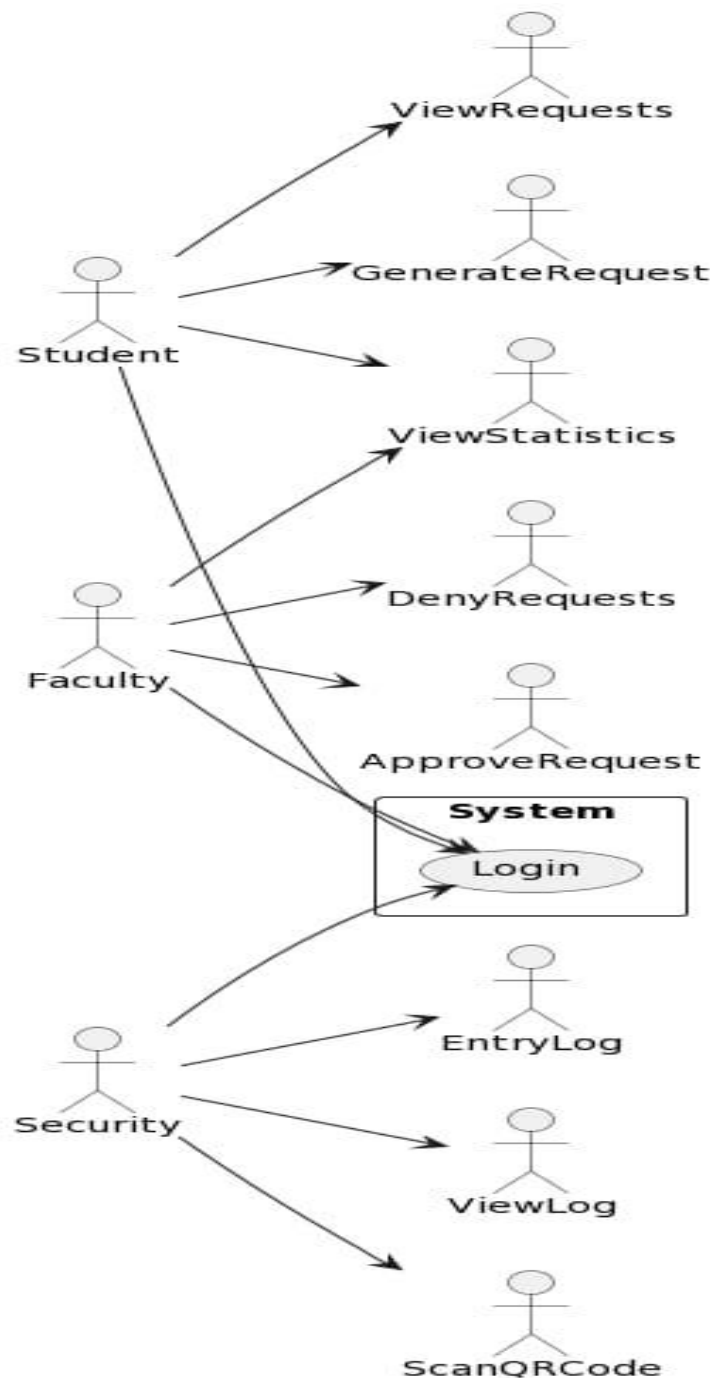 ViewRequests
GenerateRequest
Student
ViewStatistics
DenyRequests
Faculty
ApproveRequest
System
Login
EntryLog
Security
ViewLog
ScanQRCode